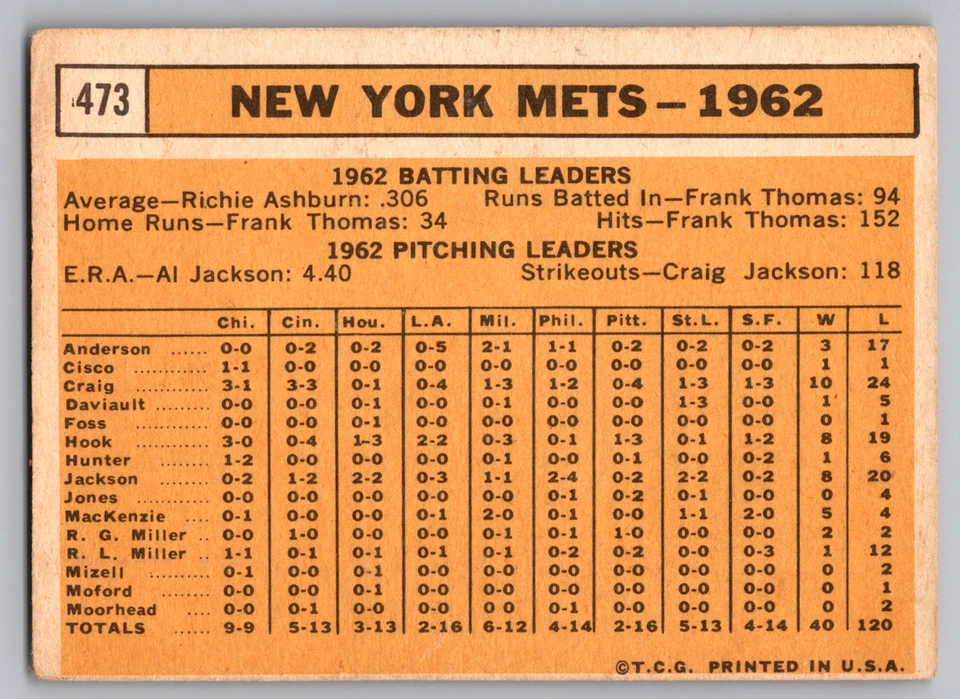 473
NEW YORK METS – 1962
1962 BATTING LEADERS
Average—Richie Ashburn: .306 Runs Batted In—Frank Thomas: 94
Home Runs—Frank Thomas: 34 Hits—Frank Thomas: 152
1962 PITCHING LEADERS
E.R.A.—Al Jackson: 4.40 Strikeouts—Craig Jackson: 118
Chi. Cin. Hou. L.A. Mil. Phil. Pitt. St.L. S.F. W L
Anderson ...... 0-0 0-2 0-2 0-5 2-1 1-1 0-2 0-2 0-2 3 17
Cisco ............ 1-1 0-0 0-0 0-0 0-0 0-0 0-0 0-0 0-0 1 1
Craig ............ 3-1 3-3 0-1 0-4 1-3 1-2 0-4 1-3 1-3 10 24
Daviault ......... 0-0 0-0 0-1 0-0 0-1 0-0 0-0 1-3 0-0 1 5
Foss ............ 0-0 0-0 0-1 0-0 0-0 0-0 0-0 0-0 0-0 0 1
Hook ............ 3-0 0-4 1-3 2-2 0-3 0-1 1-3 0-1 1-2 8 19
Hunter ........ 1-2 0-0 0-0 0-0 0-1 0-0 0-1 0-0 0-2 1 6
Jackson ........ 0-2 1-2 2-2 0-3 1-1 2-4 0-2 2-2 0-2 8 20
Jones ............ 0-0 0-0 0-0 0-0 0-0 0-1 0-2 0-1 0-0 0 4
MacKenzie .... 0-1 0-0 0-0 0-1 2-0 0-1 0-0 1-1 2-0 5 4
R. G. Miller .. 0-0 1-0 0-0 0-0 0-1 0-1 1-0 0-0 0-0 2 2
R. L. Miller .. 1-1 0-1 0-1 0-1 0-1 0-2 0-2 0-0 0-3 1 12
Mizell ......... 0-1 0-0 0-1 0-0 0-0 0-0 0-0 0-0 0-0 0 2
Moford ......... 0-0 0-0 0-1 0-0 0-0 0-0 0-0 0-0 0-0 0 1
Moorhead .... 0-0 0-1 0-0 0-0 0 0 0-1 0-0 0-0 0-0 0 2
TOTALS ...... 9-9 5-13 3-13 2-16 6-12 4-14 2-16 5-13 4-14 40 120
©T.C.G. PRINTED IN U.S.A.